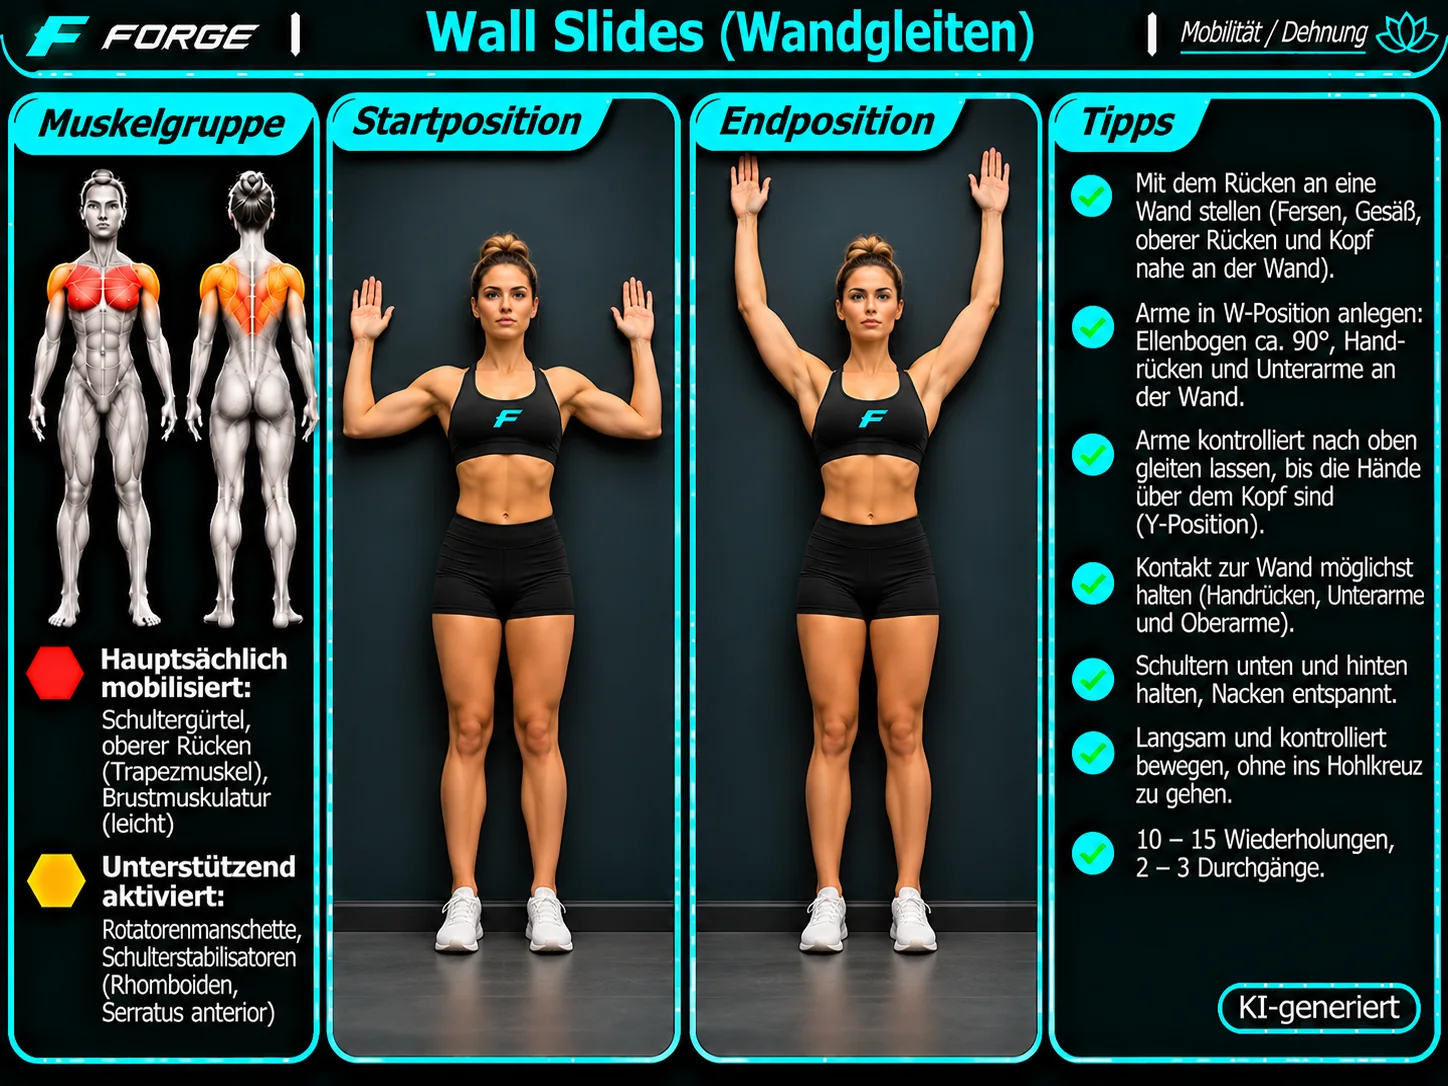 FORGE
Wall Slides (Wandgleiten)
Mobilität / Dehnung
Muskelgruppe
Hauptsächlich
mobilisiert:
Schultergürtel,
oberer Rücken
(Trapezmuskel),
Brustmuskulatur
(leicht)
Unterstützend
aktiviert:
Rotatorenmanschette,
Schulterstabilisatoren
(Rhomboiden,
Serratus anterior)
Startposition
F
Endposition
F
Tipps
Mit dem Rücken an eine
Wand stellen (Fersen, Gesäß,
oberer Rücken und Kopf
nahe an der Wand).
Arme in W-Position anlegen:
Ellenbogen ca. 90°, Hand-
rücken und Unterarme an
der Wand.
Arme kontrolliert nach oben
gleiten lassen, bis die Hände
über dem Kopf sind
(Y-Position).
Kontakt zur Wand möglichst
halten (Handrücken, Unterarme
und Oberarme).
Schultern unten und hinten
halten, Nacken entspannt.
Langsam und kontrolliert
bewegen, ohne ins Hohlkreuz
zu gehen.
10 – 15 Wiederholungen,
2 – 3 Durchgänge.
KI-generiert